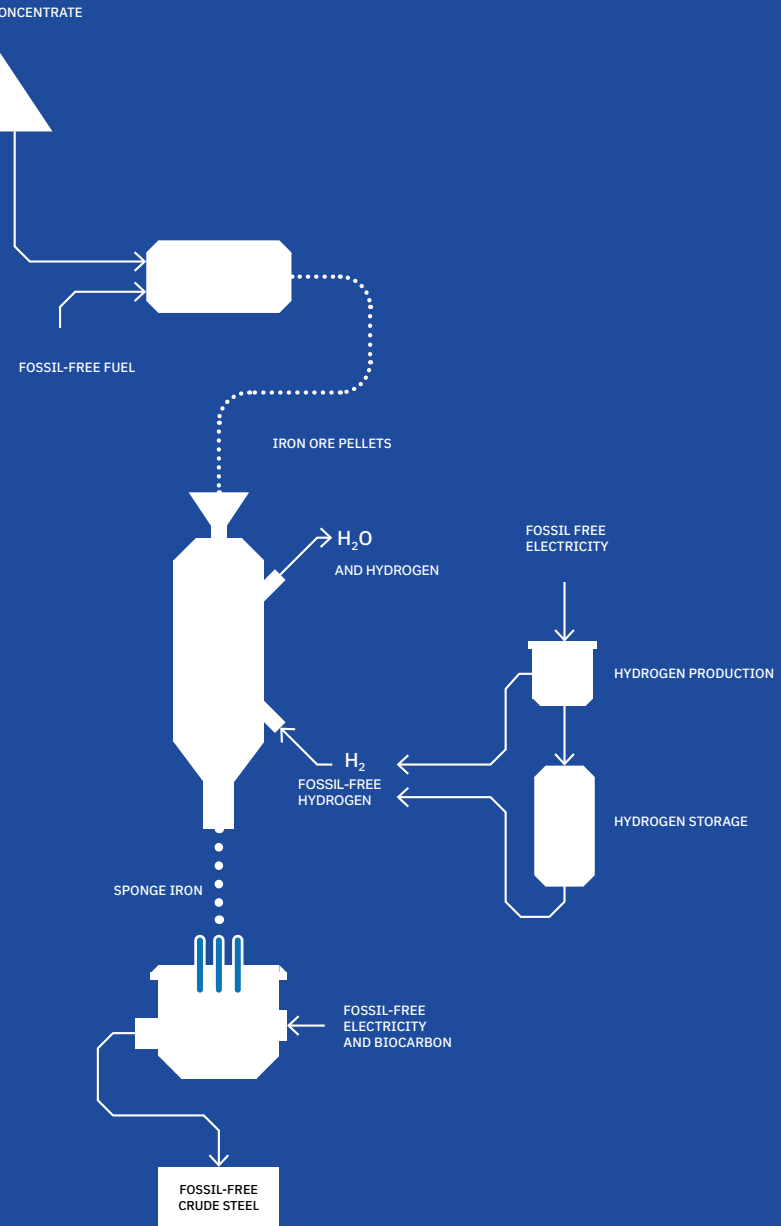 ONCENTRATE
FOSSIL-FREE FUEL
IRON ORE PELLETS
H₂O
AND HYDROGEN
FOSSIL FREE
ELECTRICITY
HYDROGEN PRODUCTION
H₂
FOSSIL-FREE
HYDROGEN
HYDROGEN STORAGE
SPONGE IRON
FOSSIL-FREE
ELECTRICITY
AND BIOCARBON
FOSSIL-FREE
CRUDE STEEL